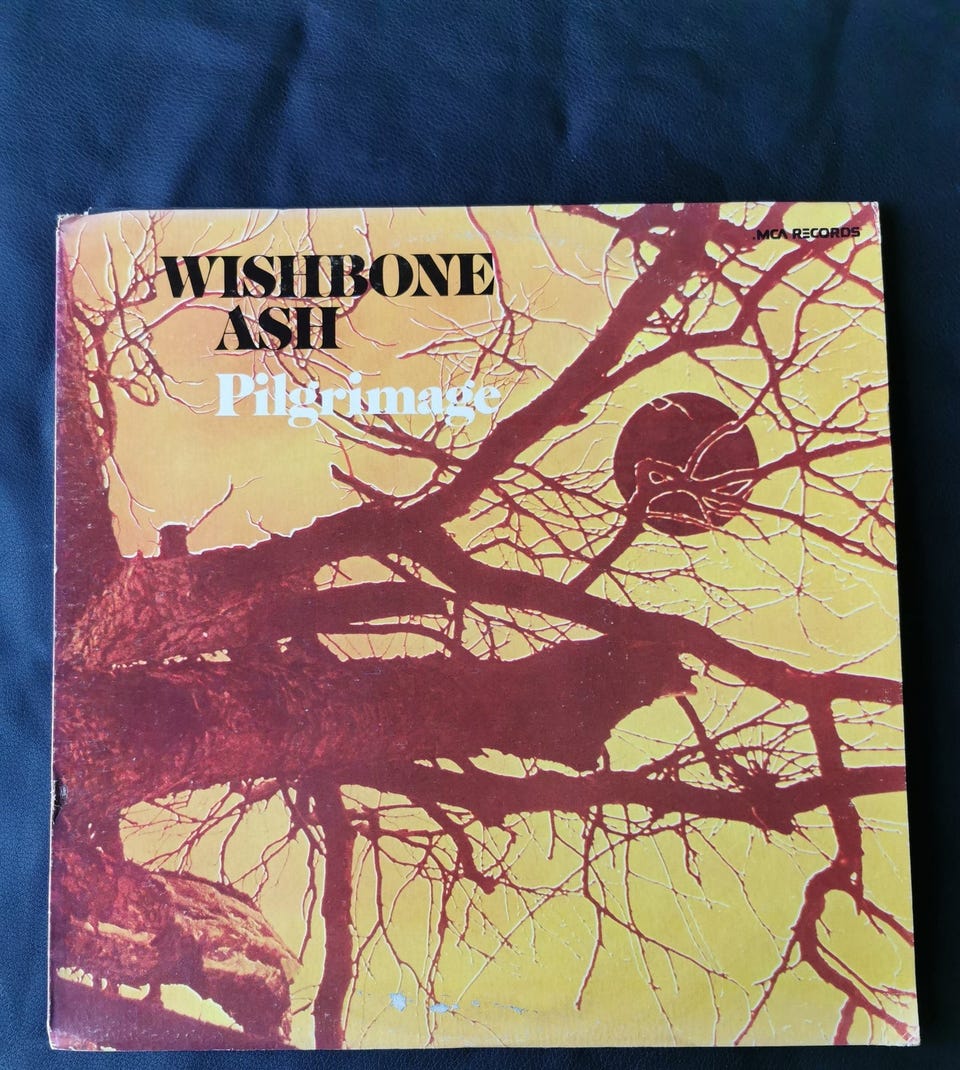 .MCA RECORDS
WISHBONE
ASH
Pilgrimage